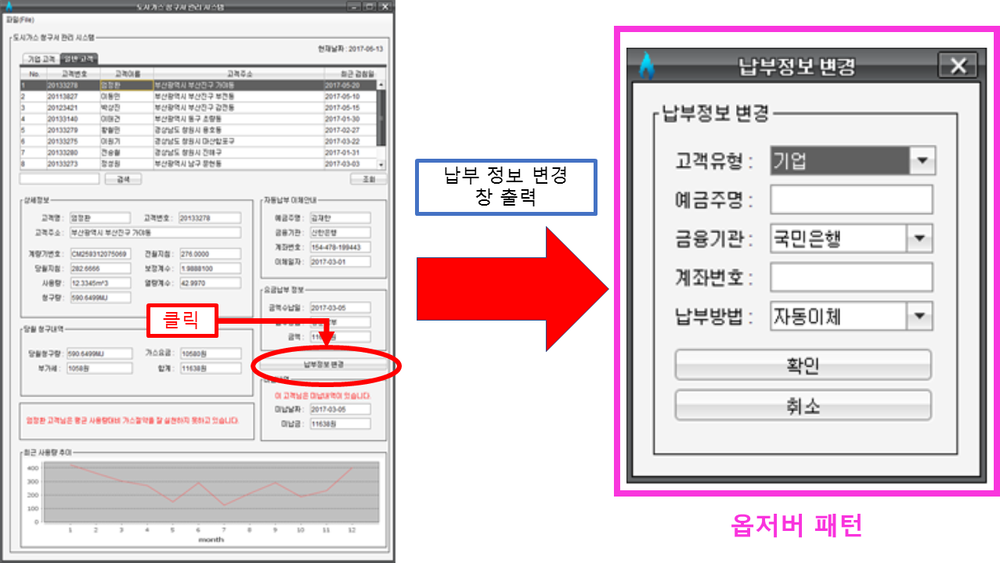 도시가스 청구서 관리 시스템
파일(File)
도시가스 청구서 관리 시스템
현재날짜 : 2017-06-13
기업 고객 일반 고객
No. 고객번호 고객이름 고객주소 최근 검침일
1 20133278 엄정환 부산광역시 부산진구 가야동 2017-05-20
2 20113827 이동민 부산광역시 부산진구 부전동 2017-05-10
3 20123421 박상진 부산광역시 부산진구 감전동 2017-05-15
4 20133140 이태건 부산광역시 동구 초량동 2017-01-30
5 20133279 황철민 경상남도 창원시 용호동 2017-02-27
6 20133275 이원기 경상남도 창원시 마산합포구 2017-03-22
7 20133280 전승철 경상남도 창원시 진해구 2017-01-31
8 20133273 정성원 부산광역시 남구 문현동 2017-03-03
검색 조회
상세정보
고객명 : 엄정환 고객번호 : 20133278
고객주소 : 부산광역시 부산진구 가야동
계량기번호 : CM259312075069 전월지침 : 276.0000
당월지침 : 282.6666 보정계수 : 1.9888100
사용량 : 12.3345m^3 열량계수 : 42.9970
청구량 : 590.6499MJ
자동납부 이체안내
예금주명 : 김재한
금융기관 : 신한은행
계좌번호 : 154-478-199443
이체일자 : 2017-03-01
요금납부 정보
금액수납일 : 2017-03-05
금액 :
클릭
당월 청구내역
당월청구량 : 590.6499MJ 가스요금 : 10580원
부가세 : 1058원 합계 : 11638원
납부정보 변경
이 고객님은 미납내역이 있습니다.
미납날짜 : 2017-03-05
미납금 : 11638원
엄정환 고객님은 평균 사용량대비 가스절약을 잘 실천하지 못하고 있습니다.
최근 사용량 추이
400
300
200
100
0
1 2 3 4 5 6 7 8 9 10 11 12
month
납부 정보 변경
창 출력
납부정보 변경
납부정보 변경
고객유형 : 기업
예금주명 :
금융기관 : 국민은행
계좌번호 :
납부방법 : 자동이체
확인
취소
옵저버 패턴